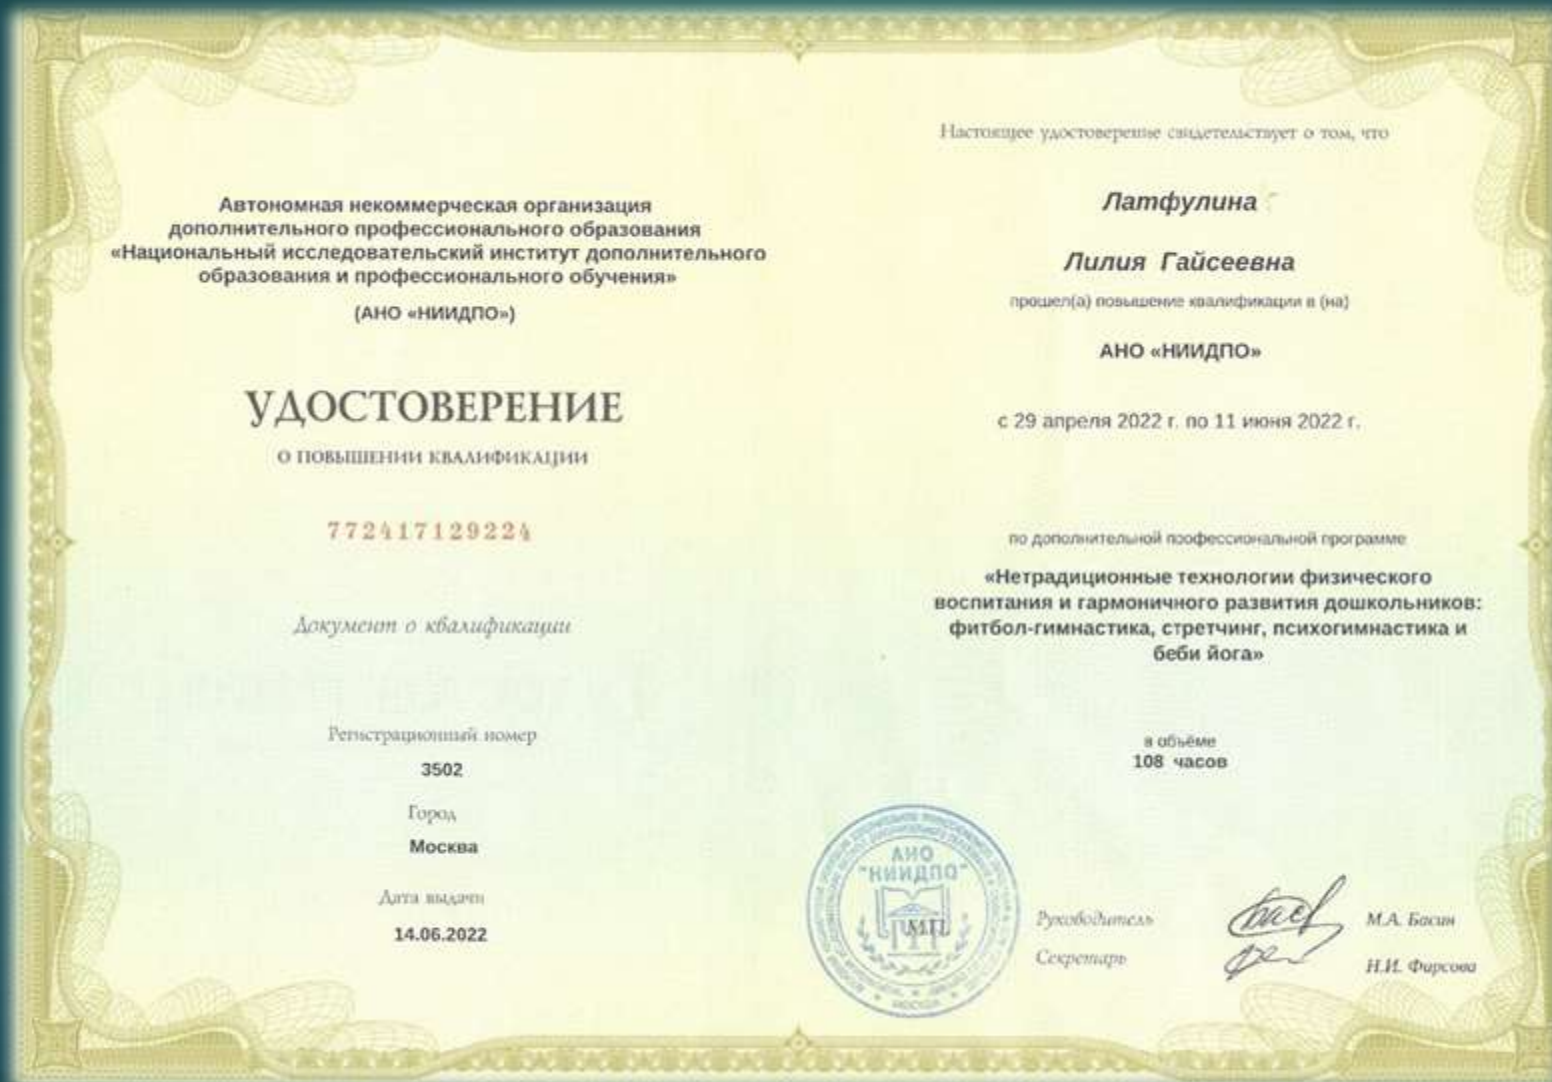 Автономная некоммерческая организация
дополнительного профессионального образования
«Национальный исследовательский институт дополнительного
образования и профессионального обучения»
(АНО «НИИДПО»)
УДОСТОВЕРЕНИЕ
О ПОВЫШЕНИИ КВАЛИФИКАЦИИ
772417129224
Документ о квалификации
Регистрационный номер
3502
Город
Москва
Дата выдачи
14.06.2022
Настоящее удостоверение свидетельствует о том, что
Латфулина
Лилия Гайсеевна
прошел(а) повышение квалификации в (на)
АНО «НИИДПО»
с 29 апреля 2022 г. по 11 июня 2022 г.
по дополнительной профессиональной программе
«Нетрадиционные технологии физического
воспитания и гармоничного развития дошкольников:
фитбол-гимнастика, стретчинг, психогимнастика и
беби йога»
в объёме
108 часов
АНО
"НИИДПО"
М.П.
МОСКВА
Руководитель
М.А. Басин
Секретарь
Н.И. Фирсова